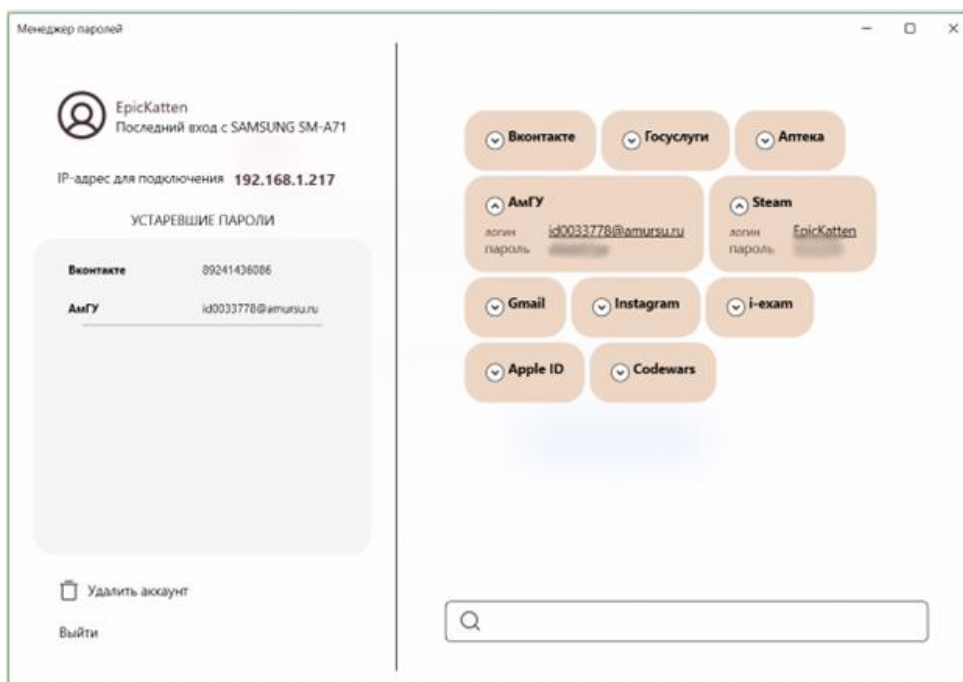 Менеджер паролей
EpicKatten
Последний вход с SAMSUNG SM-A71
IP-адрес для подключения 192.168.1.217
УСТАРЕВШИЕ ПАРОЛИ
Вконтакте 89241436086
АмГУ id0033778@amursu.ru
Удалить аккаунт
Выйти
Вконтакте Госуслуги Аптека
АмГУ
логин id0033778@amursu.ru
пароль
Steam
логин EpicKatten
пароль
Gmail Instagram i-exam
Apple ID Codewars